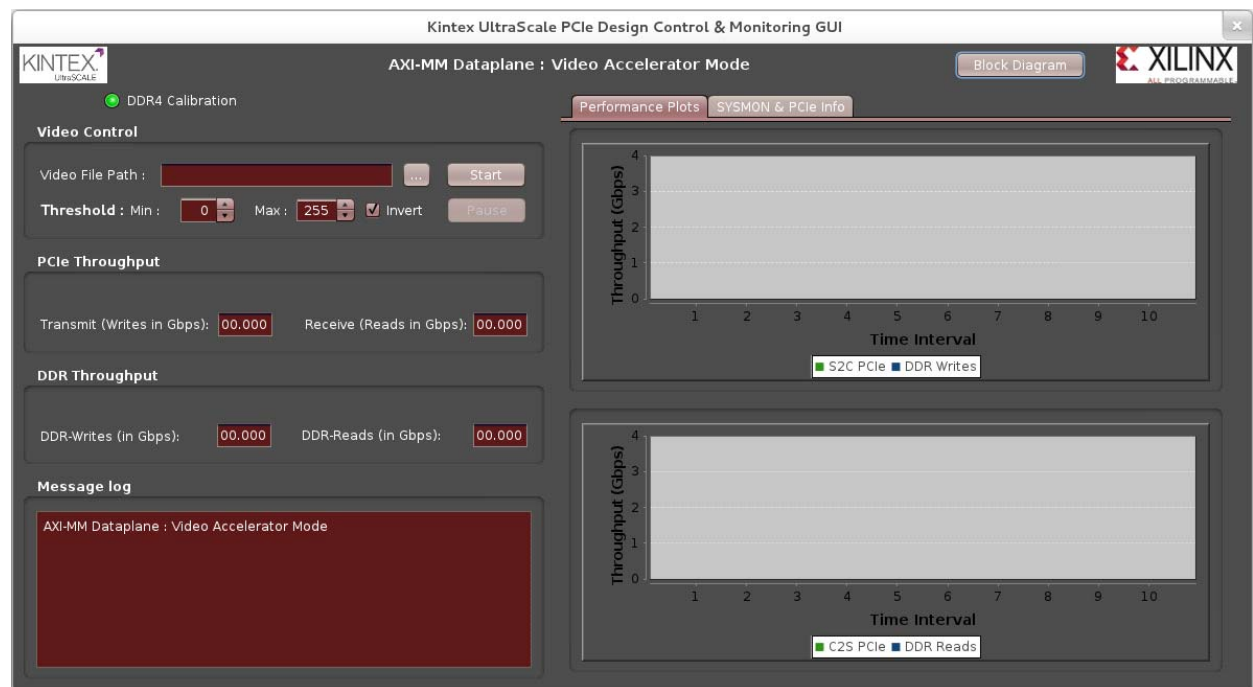 Kintex UltraScale PCIe Design Control & Monitoring GUI
KINTEX.
UltraSCALE
AXI-MM Dataplane : Video Accelerator Mode
Block Diagram
XILINX
ALL PROGRAMMABLE.
DDR4 Calibration
Video Control
Video File Path :
...
Start
Threshold : Min : 0 Max : 255 Invert
Pause
PCIe Throughput
Transmit (Writes in Gbps): 00.000 Receive (Reads in Gbps): 00.000
DDR Throughput
DDR-Writes (in Gbps): 00.000 DDR-Reads (in Gbps): 00.000
Message log
AXI-MM Dataplane : Video Accelerator Mode
Performance Plots SYSMON & PCIe Info
Throughput (Gbps)
4
3
2
1
0
1 2 3 4 5 6 7 8 9 10
Time Interval
S2C PCIe DDR Writes
Throughput (Gbps)
4
3
2
1
0
1 2 3 4 5 6 7 8 9 10
Time Interval
C2S PCIe DDR Reads